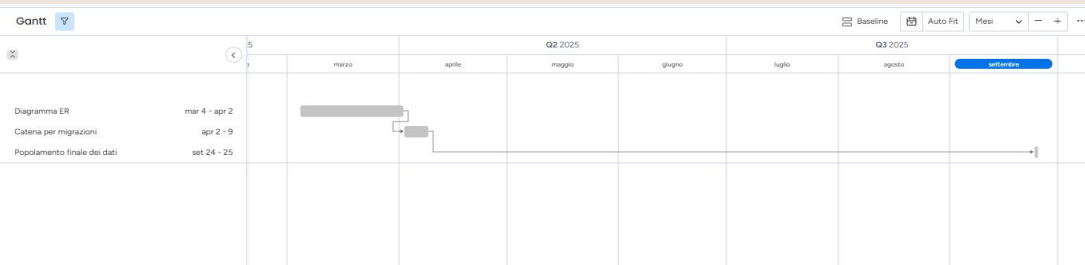 Gantt
Baseline Auto Fit Mesi
Q2 2025 Q3 2025
marzo aprile maggio giugno luglio agosto settembre
Diagramma ER mar 4 - apr 2
Catena per migrazioni apr 2 - 9
Popolamento finale dei dati set 24 - 25